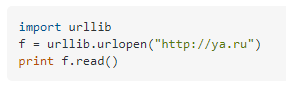 import urllib
f = urllib.urlopen("http://ya.ru")
print f.read()